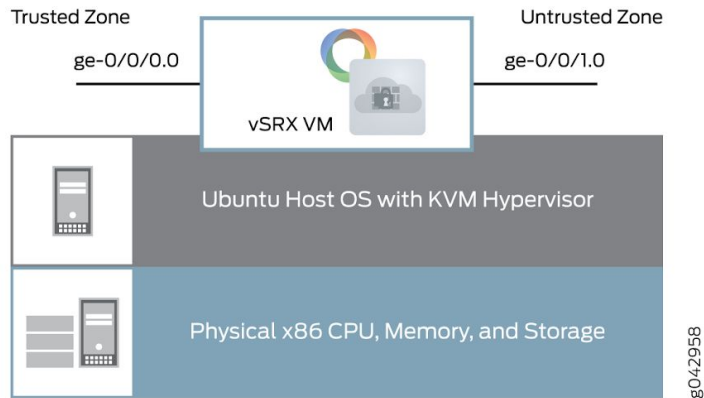 Trusted Zone
Untrusted Zone
ge-0/0/0.0
ge-0/0/1.0
vSRX VM
Ubuntu Host OS with KVM Hypervisor
Physical x86 CPU, Memory, and Storage
g042958